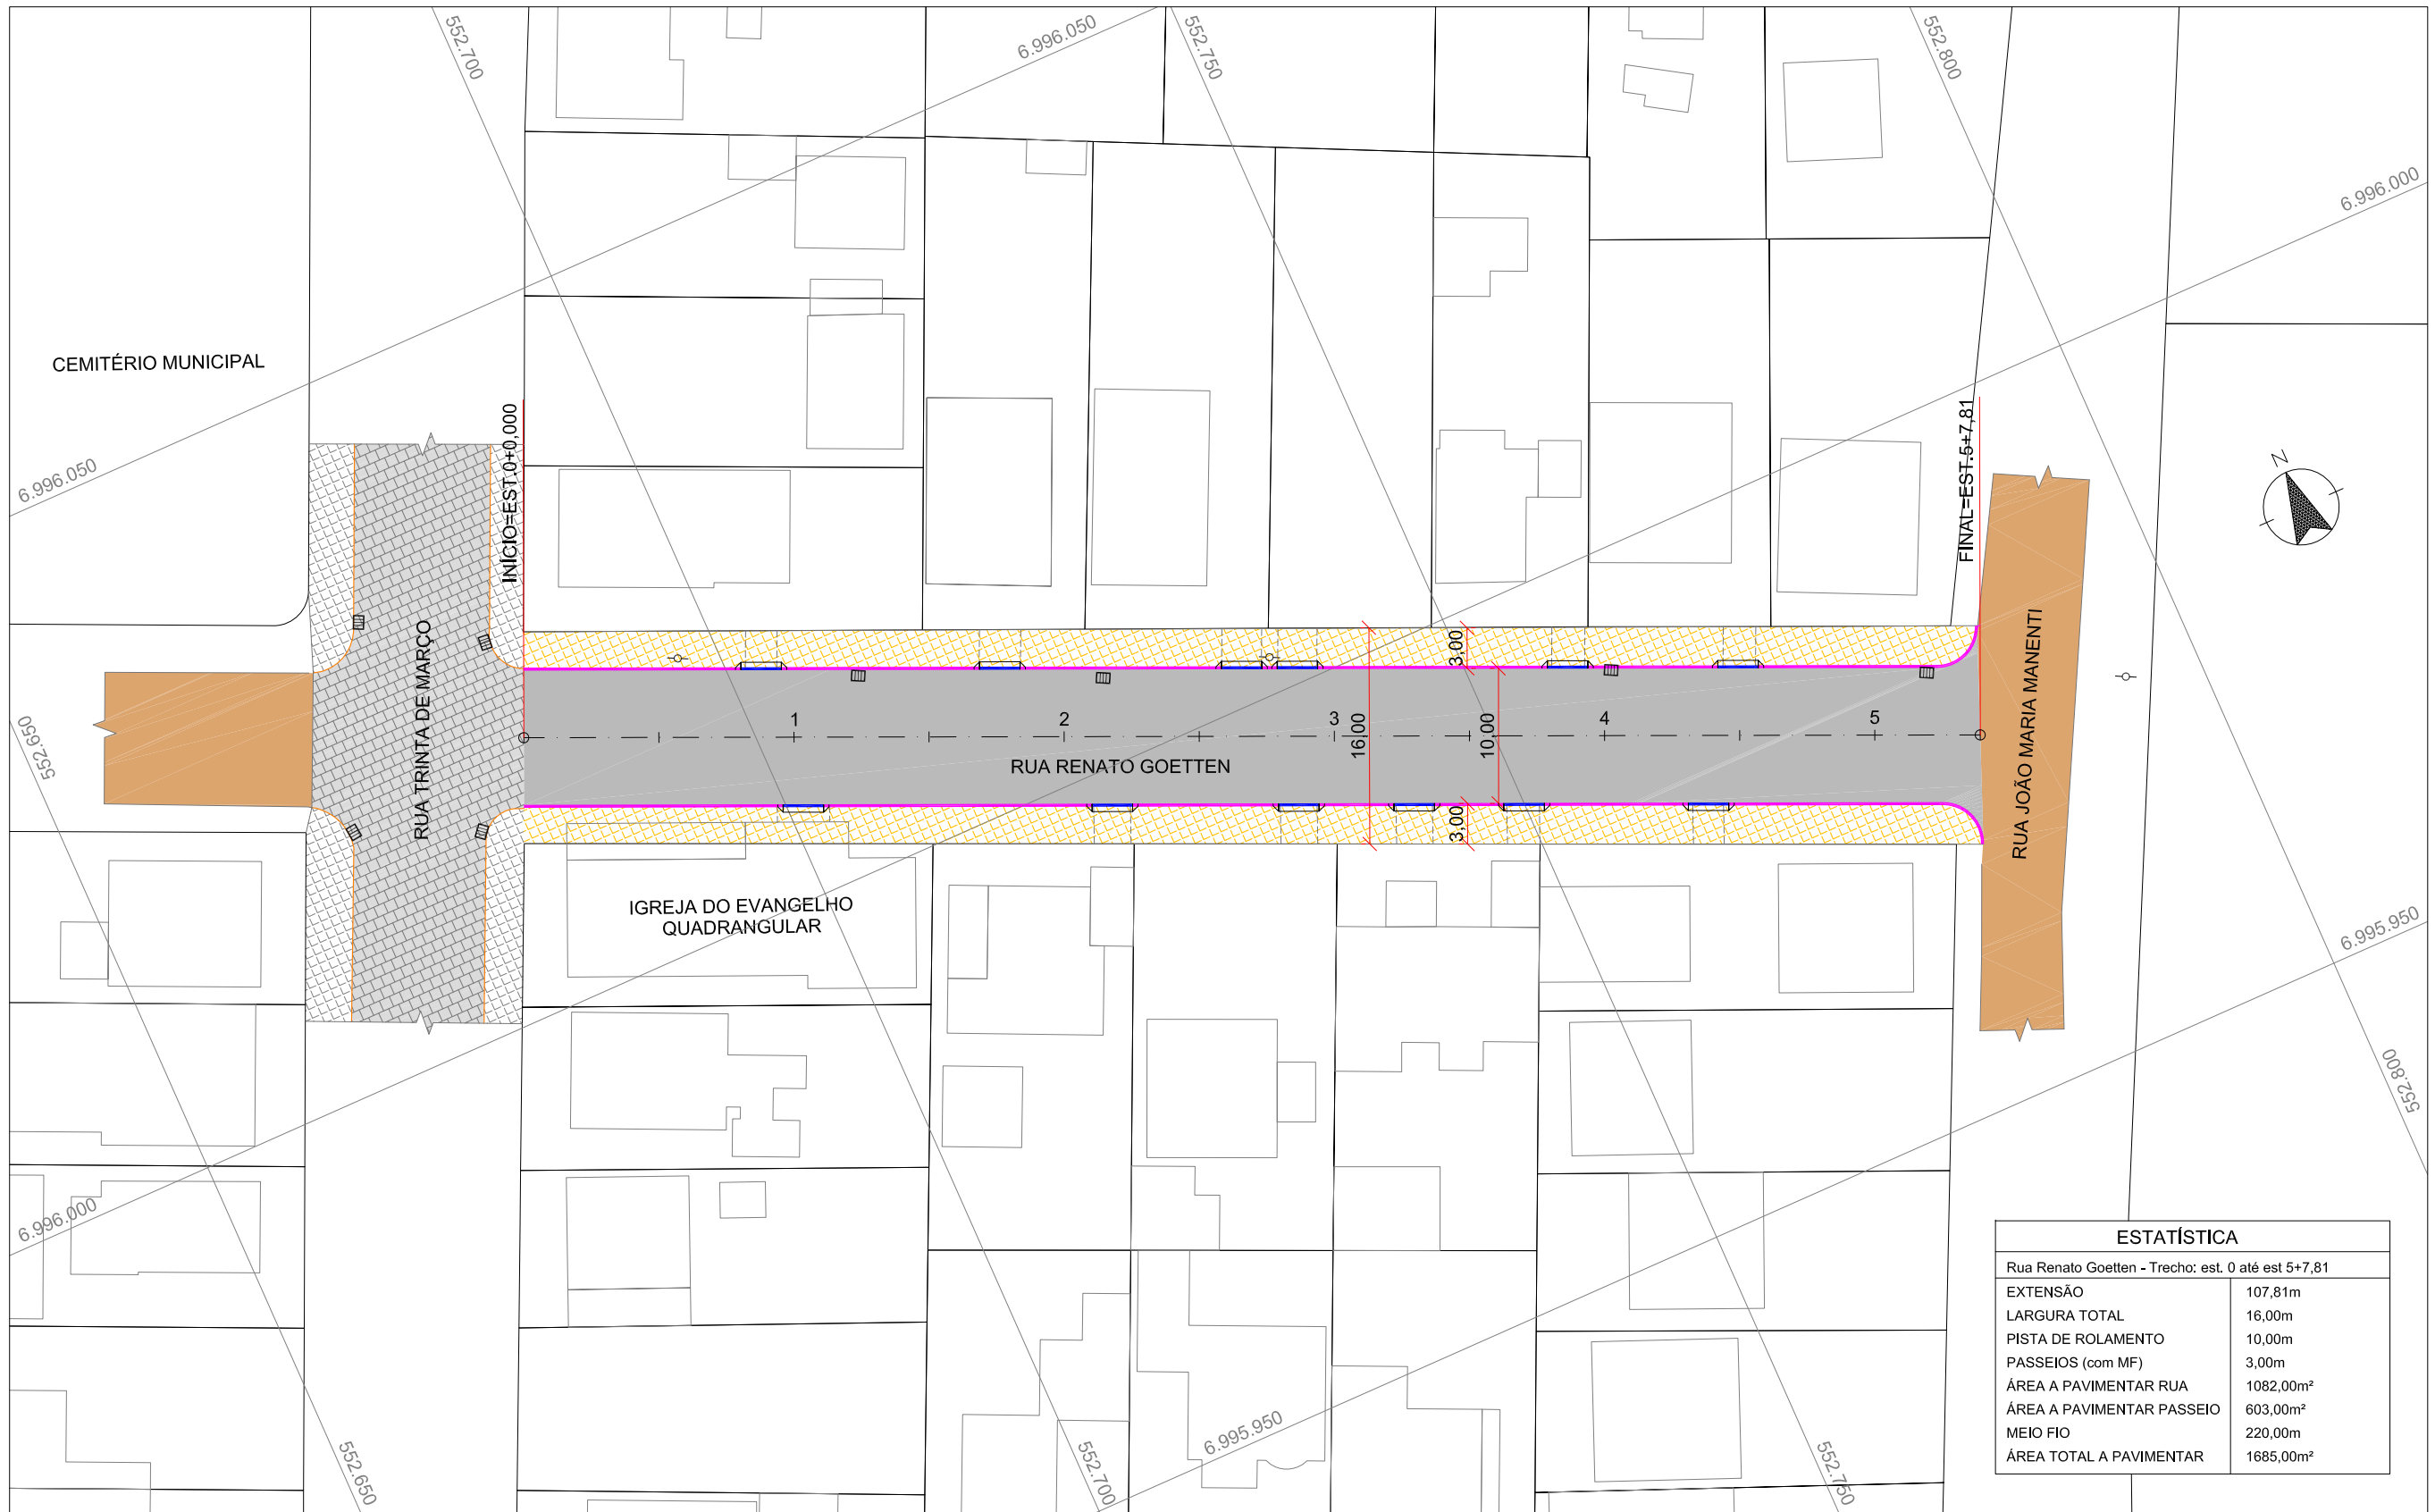 552.700
6.996.050
552.750
552.800
6.996.000
CEMITÉRIO MUNICIPAL
6.996.050
INÍCIO=EST.0+0,000
FINAL=EST.5+7,81
N
RUA TRINTA DE MARÇO
RUA JOÃO MARIA MANENTI
3,00
552.650
1
2
3
4
5
16,00
10,00
RUA RENATO GOETTEN
3,00
IGREJA DO EVANGELHO
QUADRANGULAR
6.995.950
552.800
6.996.000
ESTATÍSTICA
Rua Renato Goetten - Trecho: est. 0 até est 5+7,81
EXTENSÃO 107,81m
LARGURA TOTAL 16,00m
PISTA DE ROLAMENTO 10,00m
PASSEIOS (com MF) 3,00m
ÁREA A PAVIMENTAR RUA 1082,00m²
ÁREA A PAVIMENTAR PASSEIO 603,00m²
MEIO FIO 220,00m
ÁREA TOTAL A PAVIMENTAR 1685,00m²
6.995.950
552.650
552.700
552.750